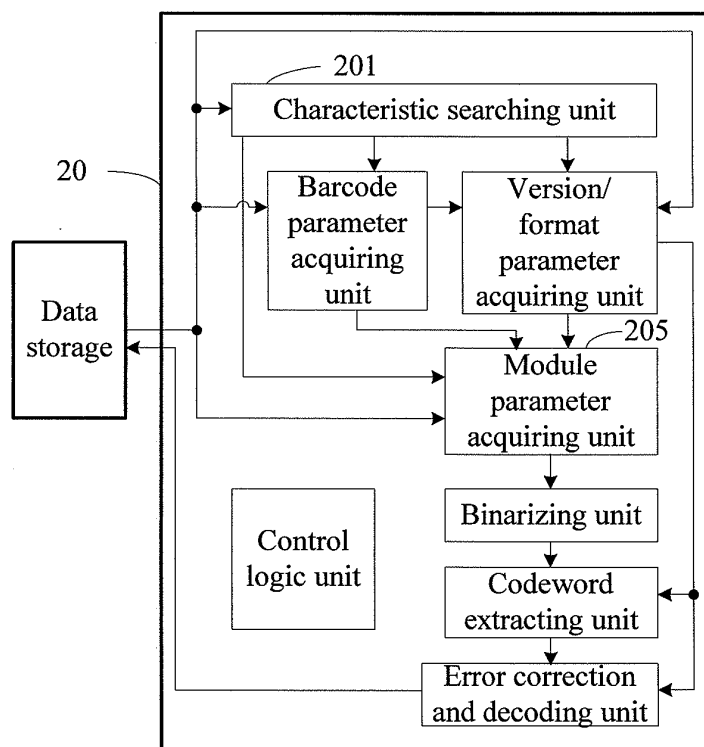 201
Characteristic searching unit
20
Barcode
parameter
acquiring
unit
Version/
format
parameter
acquiring unit
Data
storage
205
Module
parameter
acquiring unit
Binarizing unit
Control
logic unit
Codeword
extracting unit
Error correction
and decoding unit